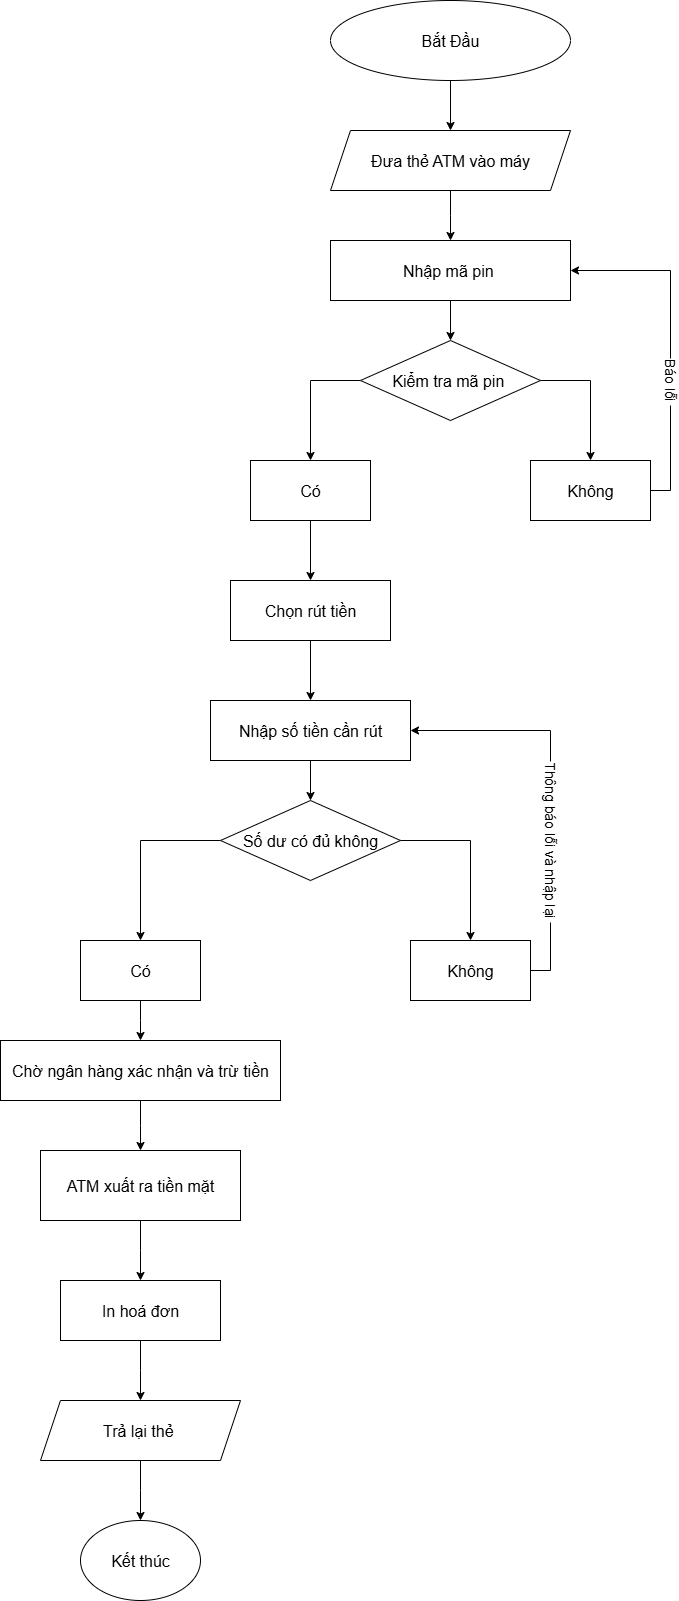 Bắt Đầu
Đưa thẻ ATM vào máy
Nhập mã pin
Kiểm tra mã pin
Báo lỗi
Có
Không
Chọn rút tiền
Nhập số tiền cần rút
Số dư có đủ không
Thông báo lỗi và nhập lại
Có
Không
Chờ ngân hàng xác nhận và trừ tiền
ATM xuất ra tiền mặt
In hoá đơn
Trả lại thẻ
Kết thúc